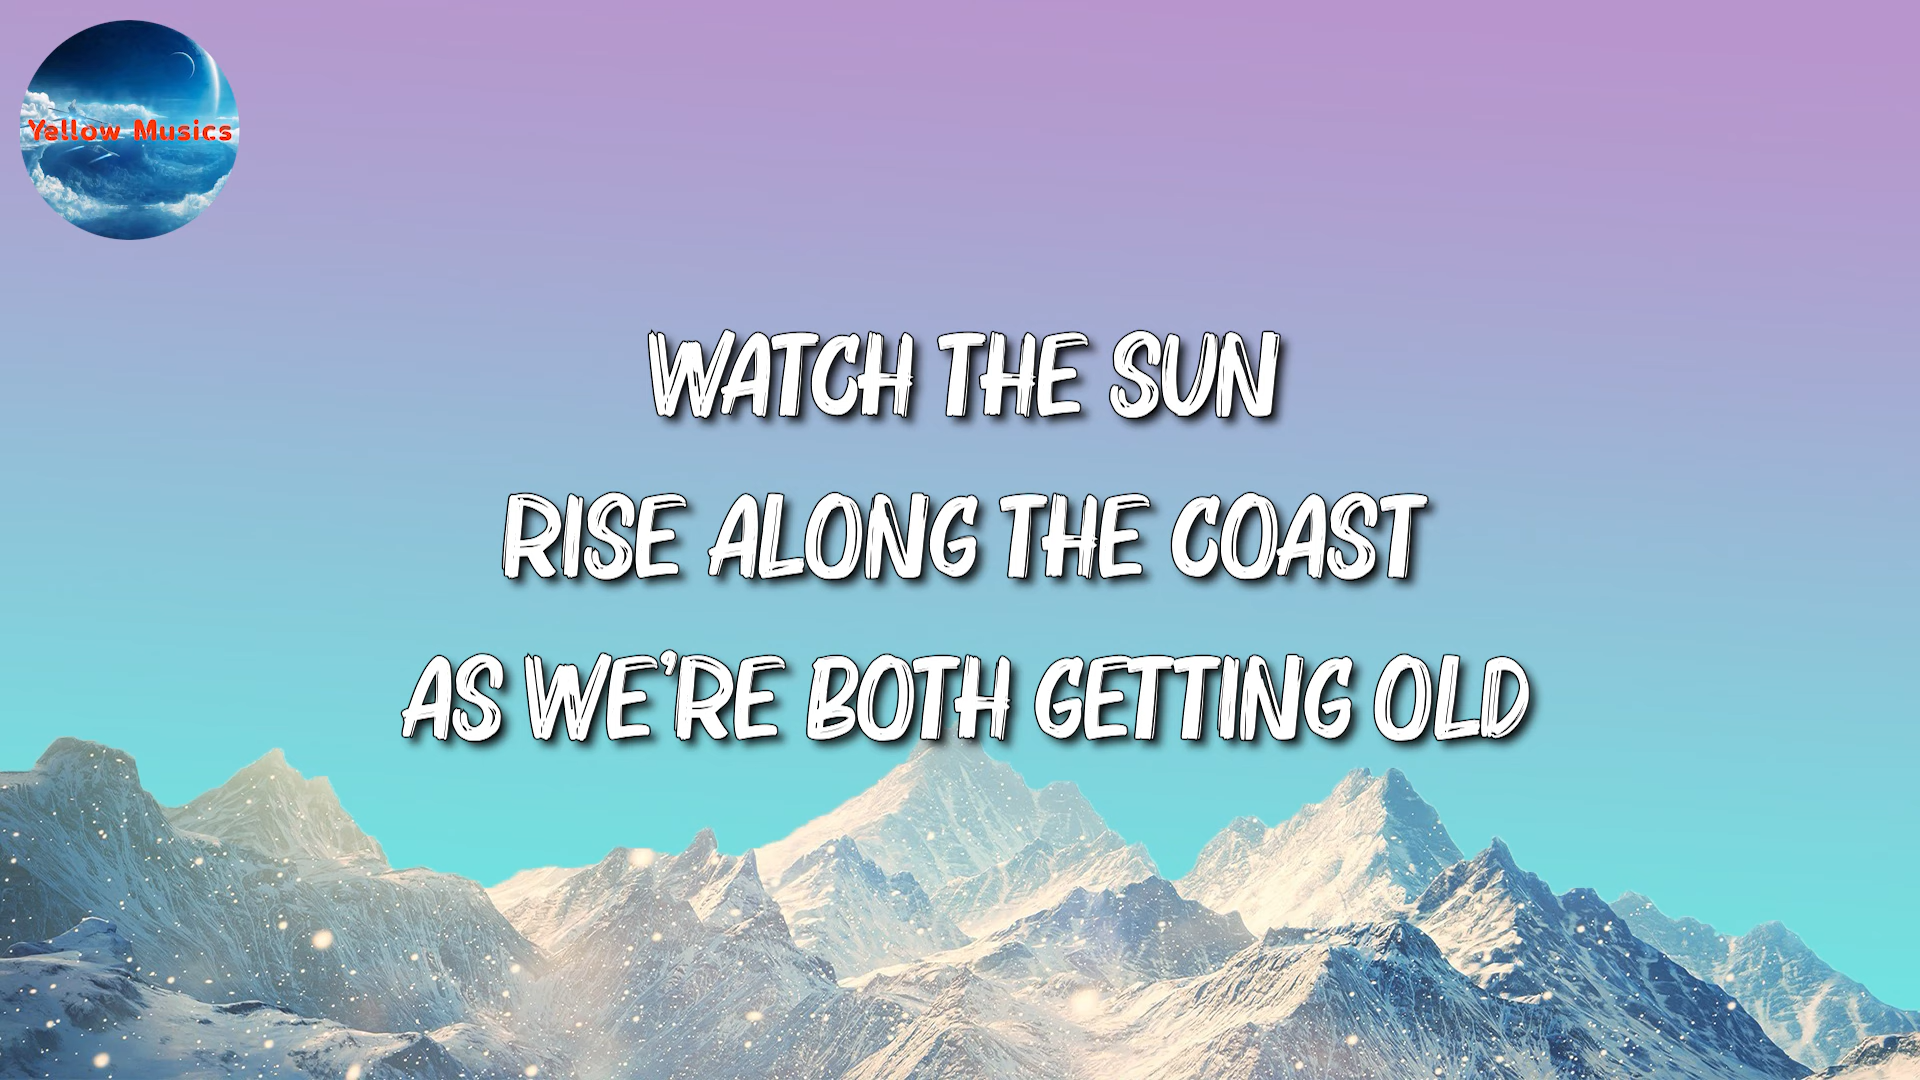 Yellow Musics
WATCH THE SUN
RISE ALONG THE COAST
AS WE'RE BOTH GETTING OLD